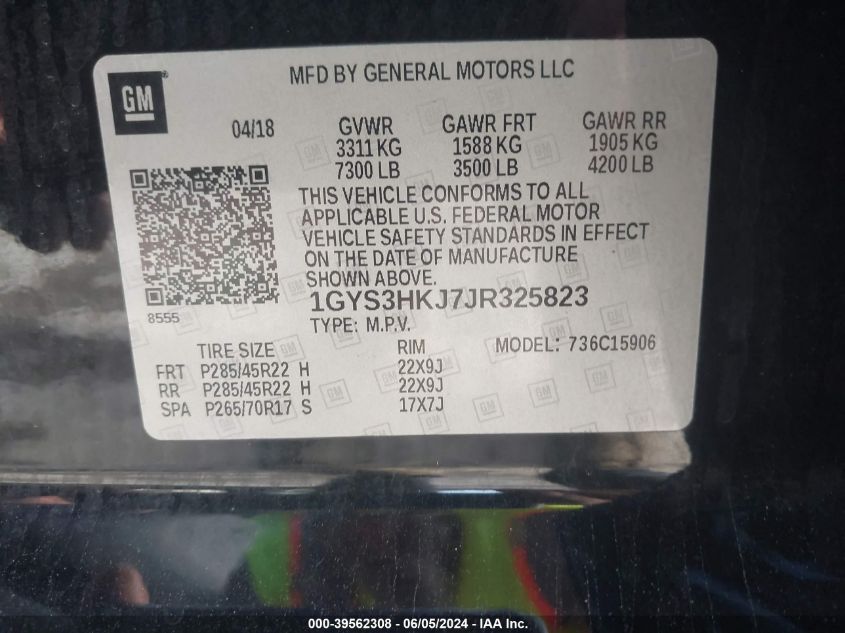 GM ®
MFD BY GENERAL MOTORS LLC
04/18 GVWR GAWR FRT GAWR RR
3311 KG 1588 KG 1905 KG
7300 LB 3500 LB 4200 LB
THIS VEHICLE CONFORMS TO ALL
APPLICABLE U.S. FEDERAL MOTOR
VEHICLE SAFETY STANDARDS IN EFFECT
ON THE DATE OF MANUFACTURE
SHOWN ABOVE.
8555
1GYS3HKJ7JR325823
TYPE: M.P.V.
TIRE SIZE RIM MODEL: 736C15906
FRT P285/45R22 H 22X9J
RR P285/45R22 H 22X9J
SPA P265/70R17 S 17X7J
000-39562308 - 06/05/2024 - IAA Inc.